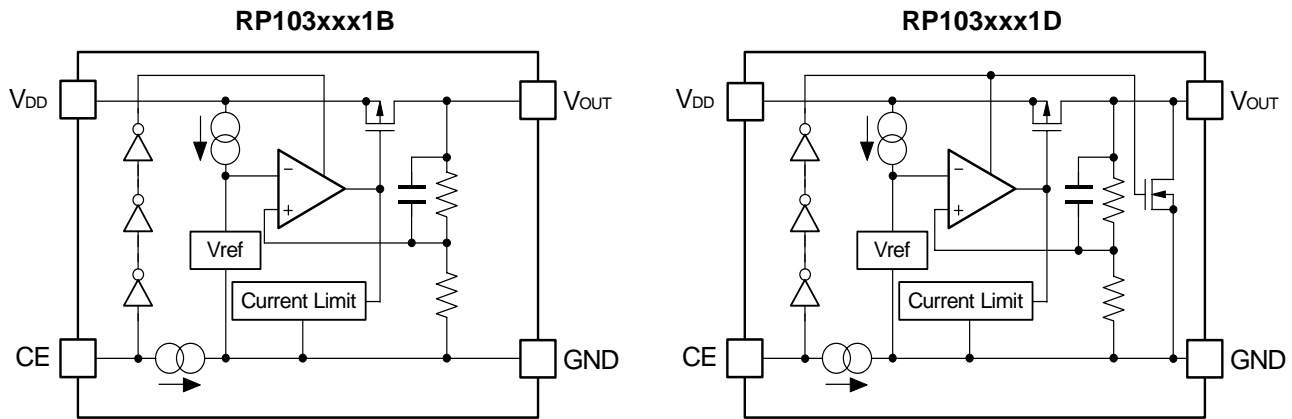 RP103xxx1B
VDD
VOUT
−
+
Vref
Current Limit
CE
GND
RP103xxx1D
VDD
VOUT
−
+
Vref
Current Limit
CE
GND